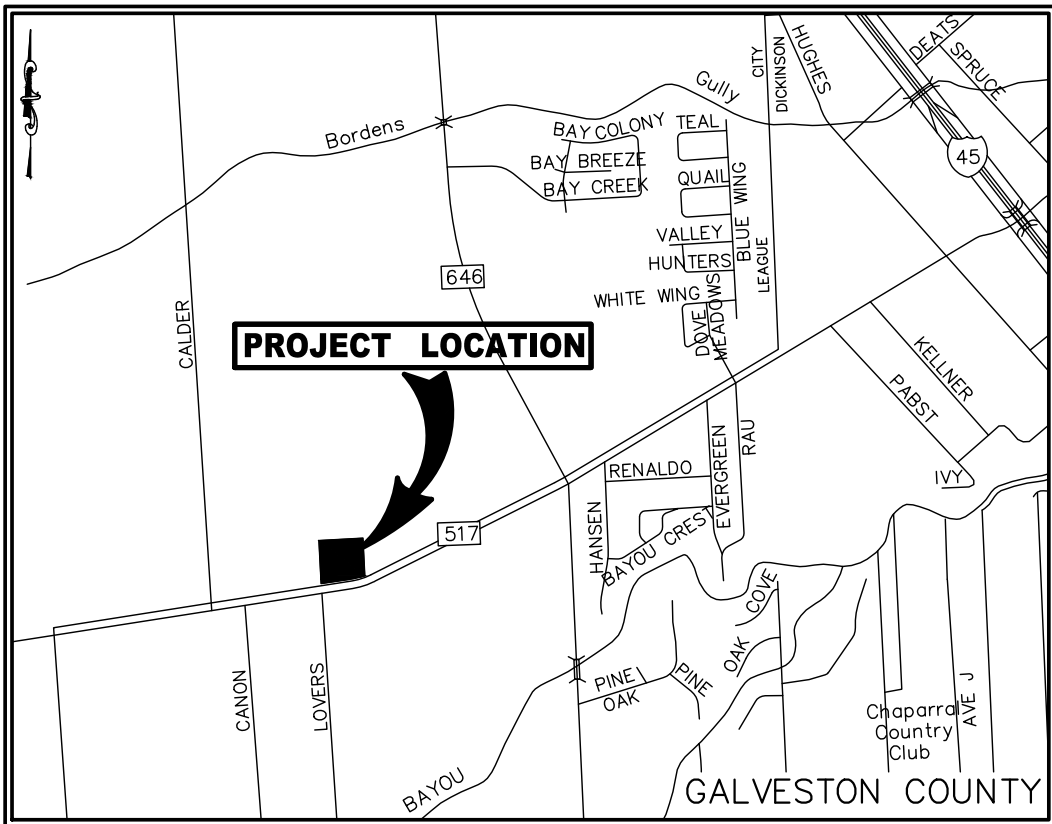 DEATS
SPRUCE
HUGHES
CITY
DICKINSON
Bordens
Gully
45
BAY COLONY
TEAL
BAY BREEZE
BAY CREEK
QUAIL
BLUE WING
VALLEY
HUNTERS
LEAGUE
646
WHITE WING
DOVE
MEADOWS
CALDER
PROJECT LOCATION
KELLNER
PABST
RAU
EVERGREEN
RENALDO
IVY
517
HANSEN
BAYOU CREST
COVE
OAK
CANON
LOVERS
PINE
OAK
PINE
AVE J
Chaparral
Country
Club
BAYOU
GALVESTON COUNTY